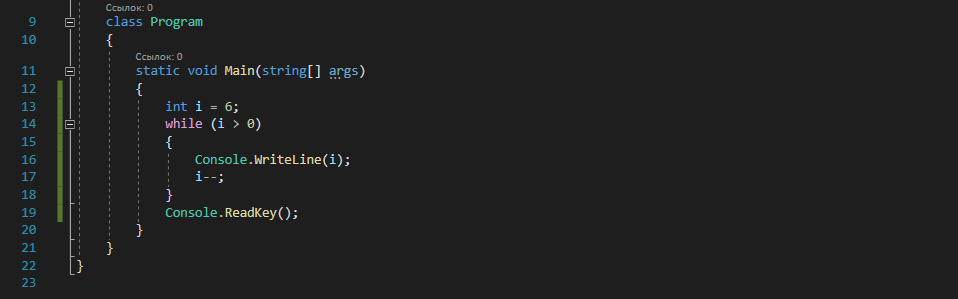 Ссылок: 0
9 class Program
10 {
Ссылок: 0
11 static void Main(string[] args)
12 {
13 int i = 6;
14 while (i > 0)
15 {
16 Console.WriteLine(i);
17 i--;
18 }
19 Console.ReadKey();
20 }
21 }
22 }
23